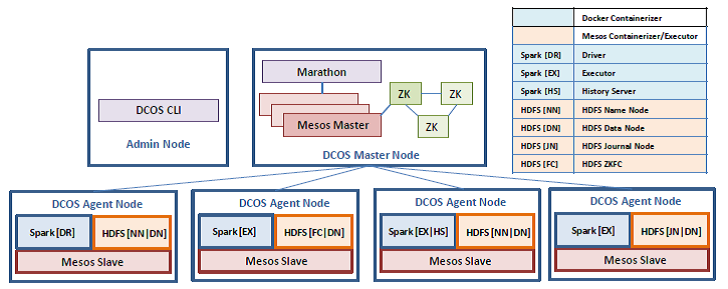 DCOS CLI
Admin Node
Marathon
Mesos Master
ZK
ZK
ZK
DCOS Master Node
Docker Containerizer
Mesos Containerizer/Executor
Spark [DR] Driver
Spark [EX] Executor
Spark [HS] History Server
HDFS [NN] HDFS Name Node
HDFS [DN] HDFS Data Node
HDFS [JN] HDFS Journal Node
HDFS [FC] HDFS ZKFC
DCOS Agent Node
Spark [DR] HDFS [NN|DN]
Mesos Slave
DCOS Agent Node
Spark [EX] HDFS [FC|DN]
Mesos Slave
DCOS Agent Node
Spark [EX|HS] HDFS [NN|DN]
Mesos Slave
DCOS Agent Node
Spark [EX] HDFS [JN|DN]
Mesos Slave